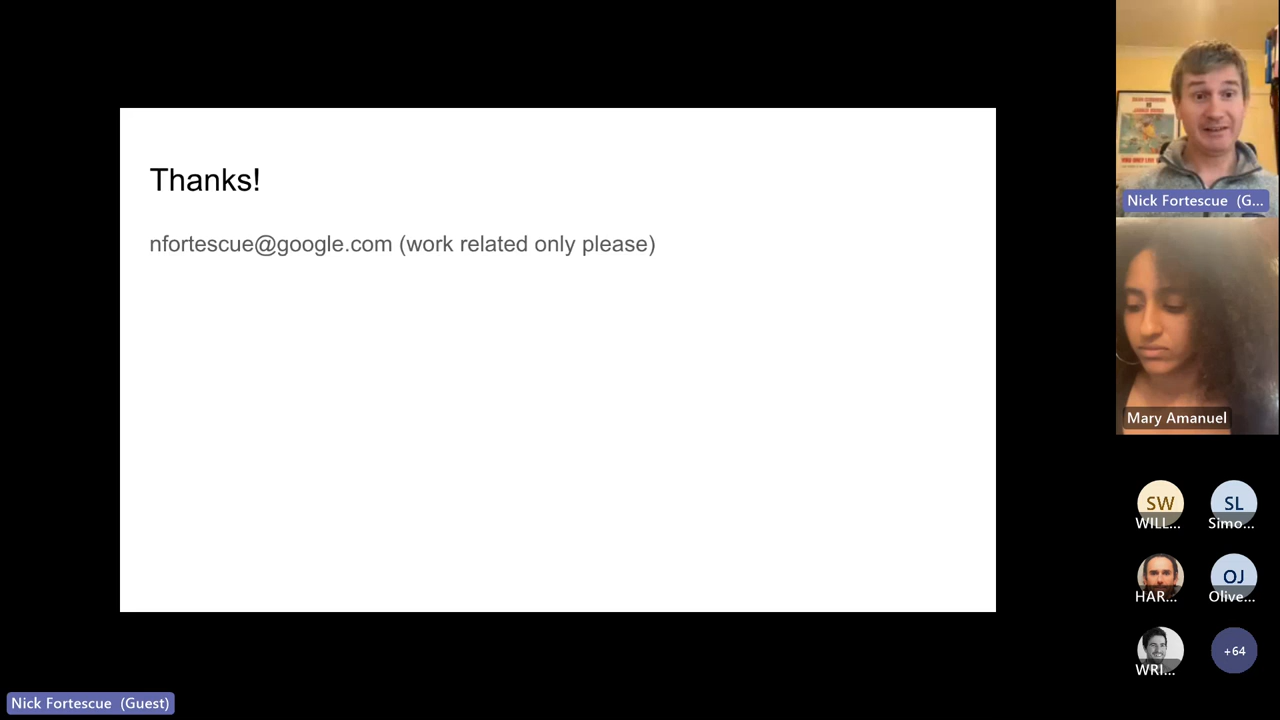 Thanks!
nfortescue@google.com (work related only please)
Nick Fortescue (G...
Mary Amanuel
SW
WILL...
SL
Simo...
HAR...
OJ
Olive...
WRI...
+64
Nick Fortescue (Guest)